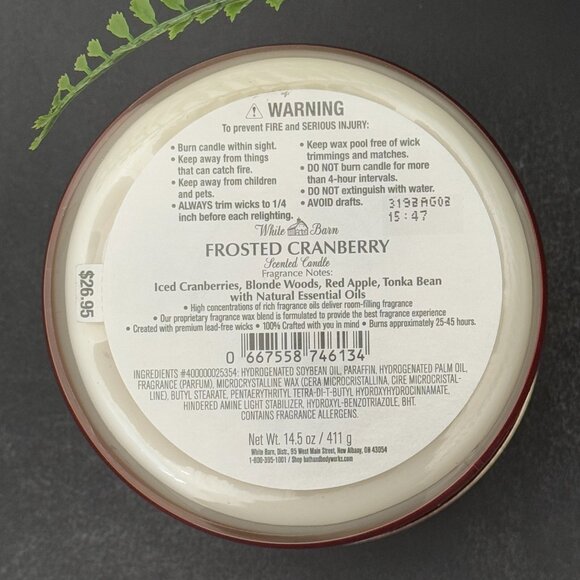 ⚠ WARNING
To prevent FIRE and SERIOUS INJURY:
• Burn candle within sight.
• Keep away from things
that can catch fire.
• Keep away from children
and pets.
• ALWAYS trim wicks to 1/4
inch before each relighting.
• Keep wax pool free of wick
trimmings and matches.
• DO NOT burn candle for more
than 4-hour intervals.
• DO NOT extinguish with water.
• AVOID drafts.
3192AG02
15:47
White Barn
FROSTED CRANBERRY
Scented Candle
Fragrance Notes:
Iced Cranberries, Blonde Woods, Red Apple, Tonka Bean
with Natural Essential Oils
• High concentrations of rich fragrance oils deliver room-filling fragrance
• Our proprietary fragrance wax blend is formulated to provide the best fragrance experience
• Created with premium lead-free wicks • 100% Crafted with you in mind • Burns approximately 25-45 hours.
0 667558 746134
INGREDIENTS #400000025354: HYDROGENATED SOYBEAN OIL, PARAFFIN, HYDROGENATED PALM OIL,
FRAGRANCE (PARFUM), MICROCRYSTALLINE WAX (CERA MICROCRISTALLINA, CIRE MICROCRISTAL-
LINE), BUTYL STEARATE, PENTAERYTHRITYL TETRA-DI-T-BUTYL HYDROXYHYDROCINNAMATE,
HINDERED AMINE LIGHT STABILIZER, HYDROXYL-BENZOTRIAZOLE, BHT.
CONTAINS FRAGRANCE ALLERGENS.
Net Wt. 14.5 oz / 411 g
White Barn, Distr., 95 West Main Street, New Albany, OH 43054
1-800-395-1001 / Shop bathandbodyworks.com
$26.95